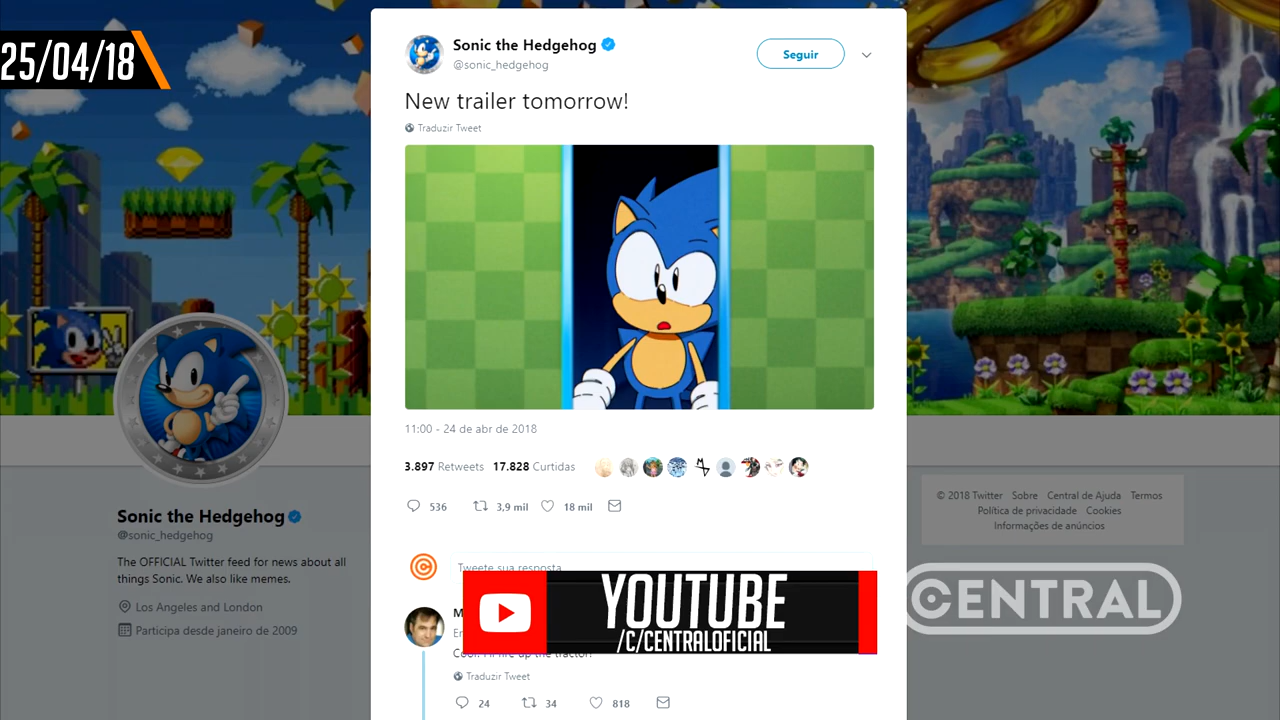 25/04/18
Sonic the Hedgehog
@sonic_hedgehog
Seguir
New trailer tomorrow!
Traduzir Tweet
11:00 - 24 de abr de 2018
3.897 Retweets 17.828 Curtidas
536 3,9 mil 18 mil
Tweete sua resposta
M
YOUTUBE
/C/CENTRALOFICIAL
the tractor!
Traduzir Tweet
24 34 818
Sonic the Hedgehog
@sonic_hedgehog
The OFFICIAL Twitter feed for news about all
things Sonic. We also like memes.
Los Angeles and London
Participa desde janeiro de 2009
© 2018 Twitter Sobre Central de Ajuda Termos
Política de privacidade Cookies
Informações de anúncios
CENTRAL